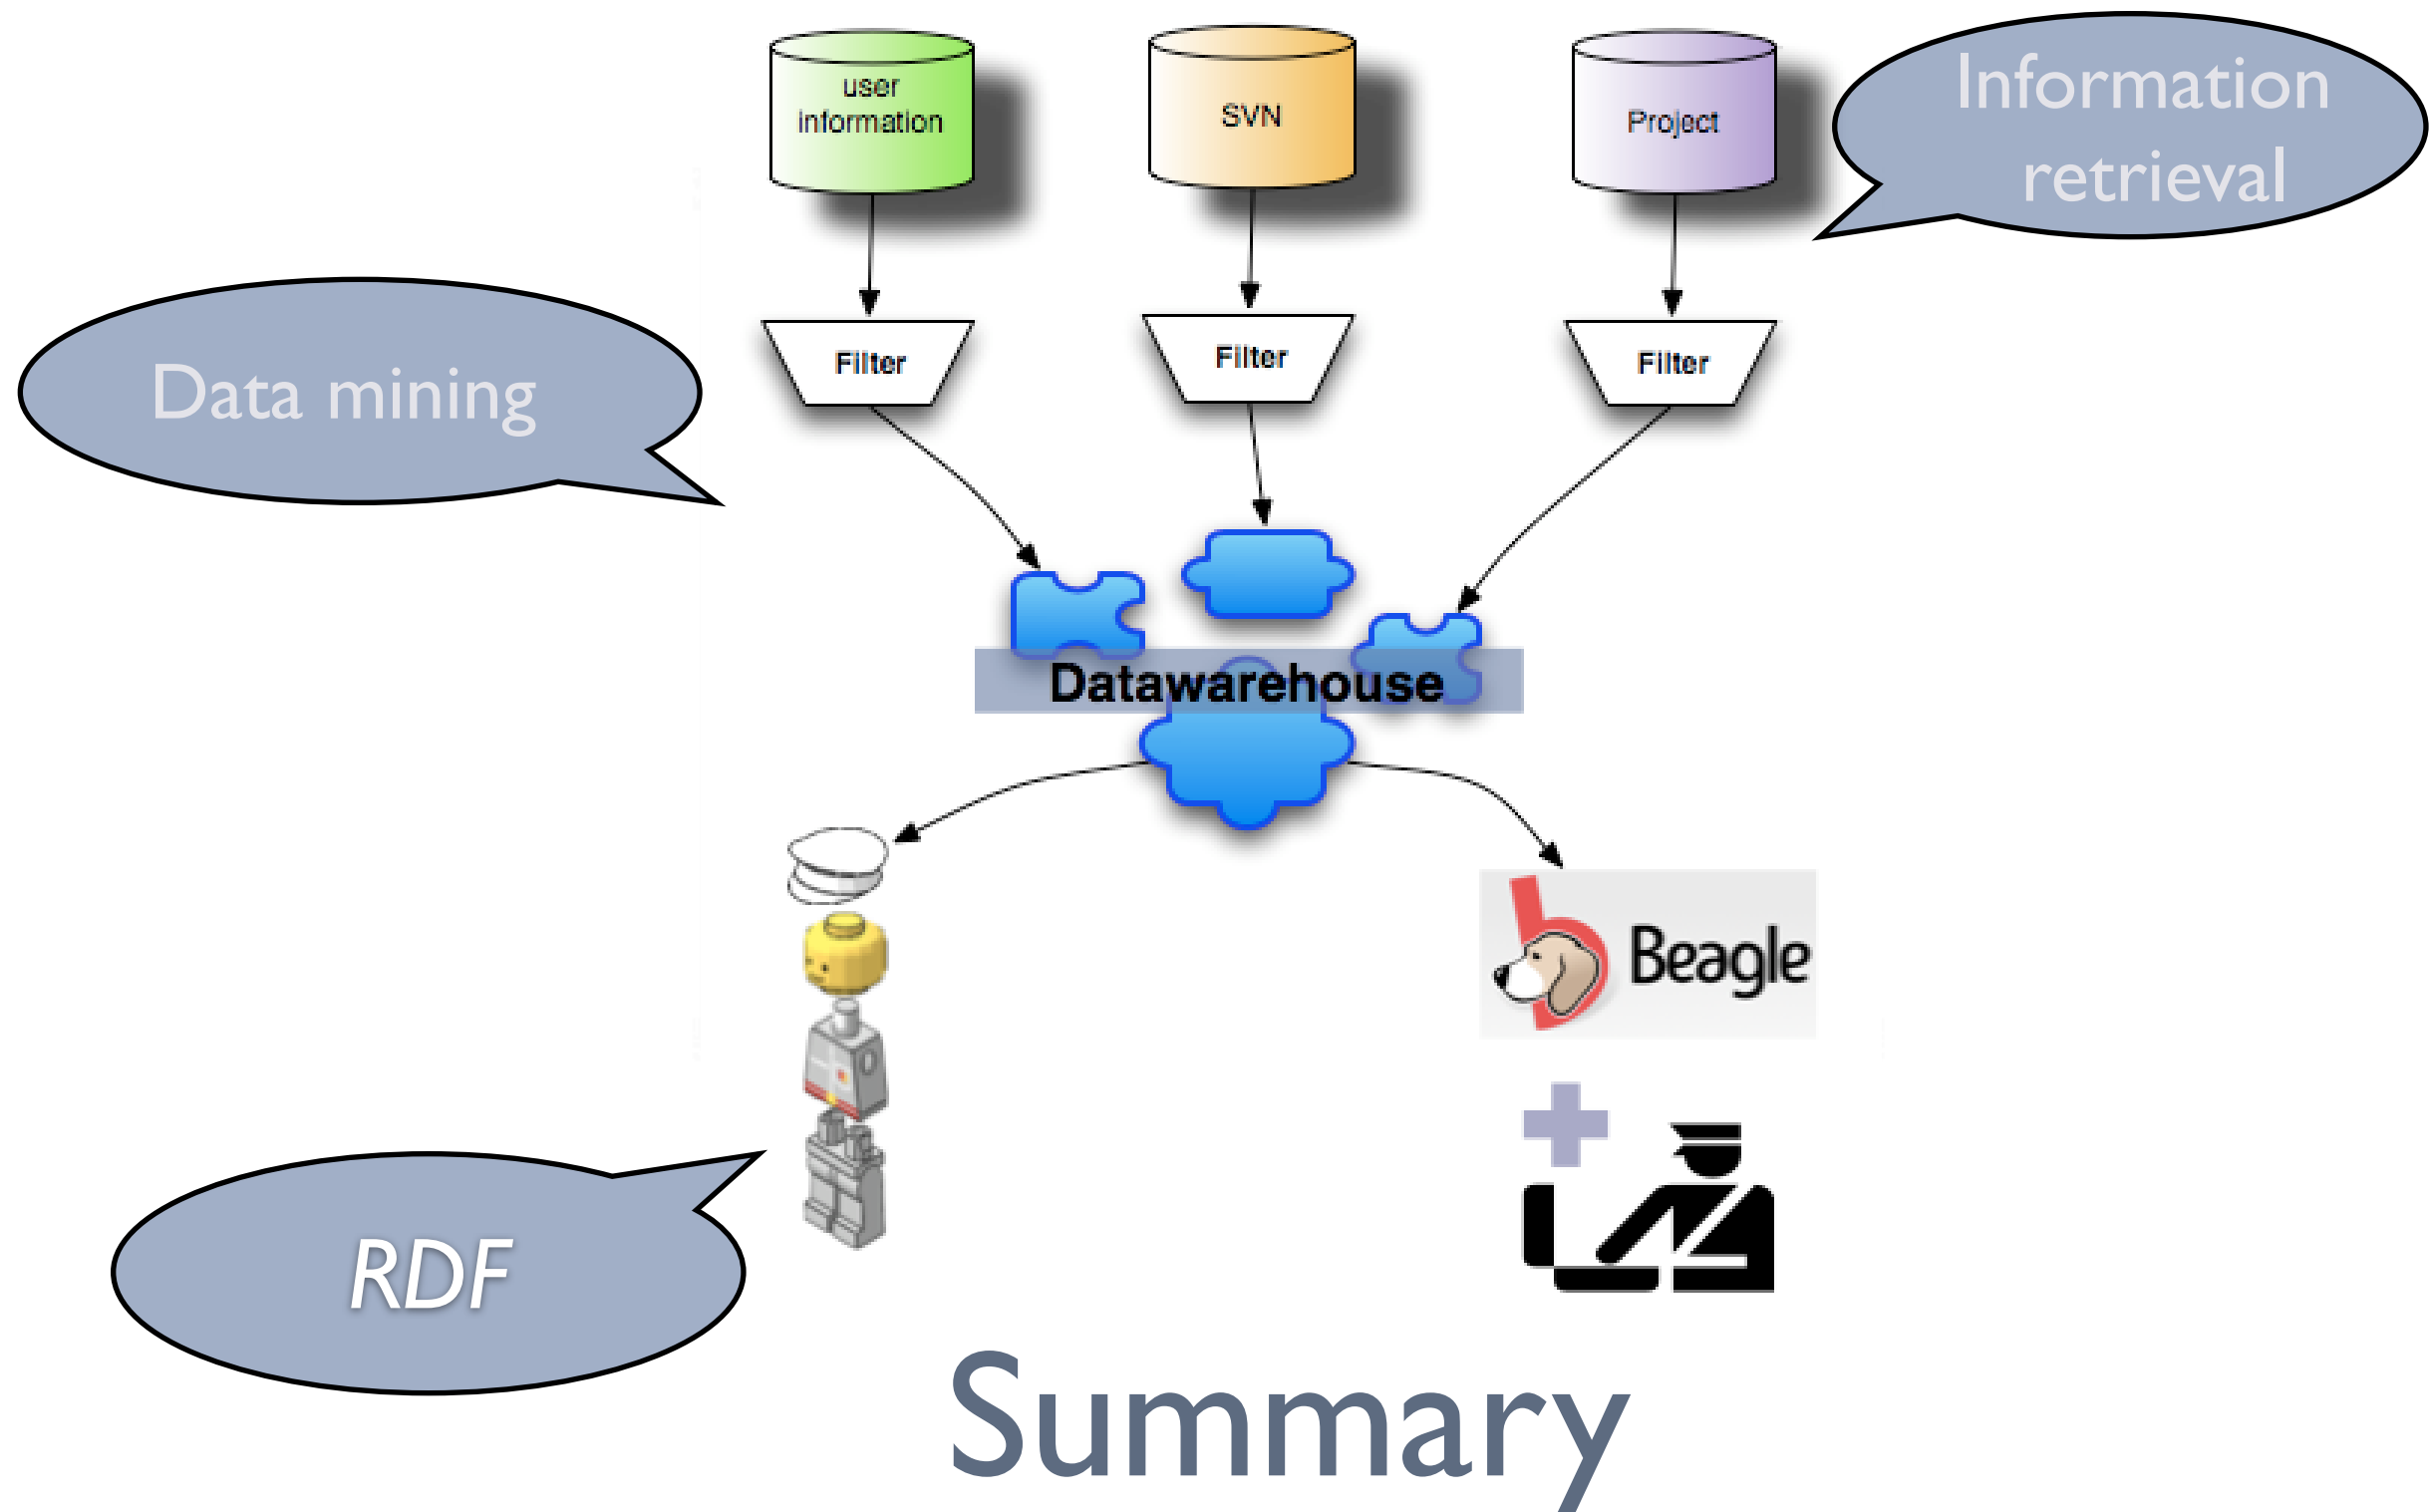 user
information
SVN
Project
Information
retrieval
Filter
Filter
Filter
Data mining
Datawarehouse
Beagle
RDF
Summary